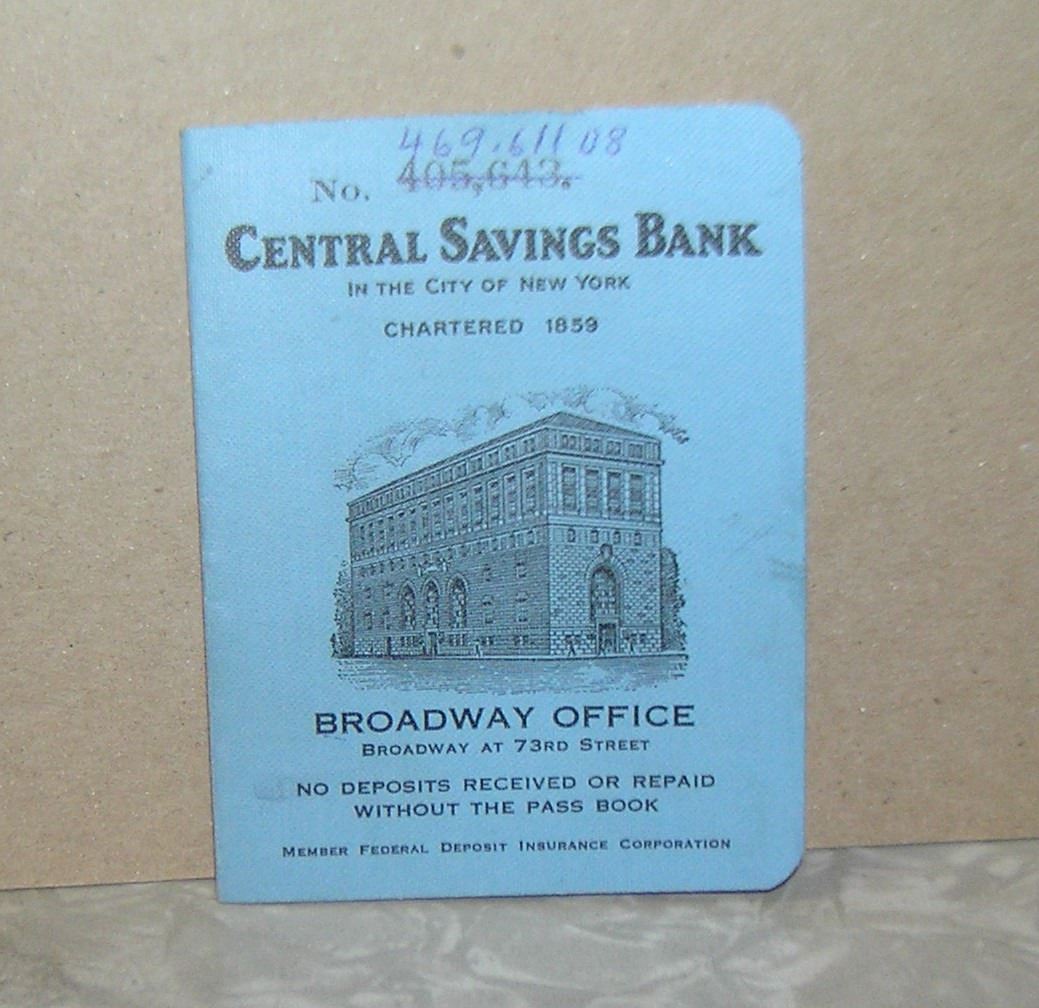 469.611 08
No. 405,643.
CENTRAL SAVINGS BANK
IN THE CITY OF NEW YORK
CHARTERED 1859
BROADWAY OFFICE
BROADWAY AT 73RD STREET
NO DEPOSITS RECEIVED OR REPAID
WITHOUT THE PASS BOOK
MEMBER FEDERAL DEPOSIT INSURANCE CORPORATION